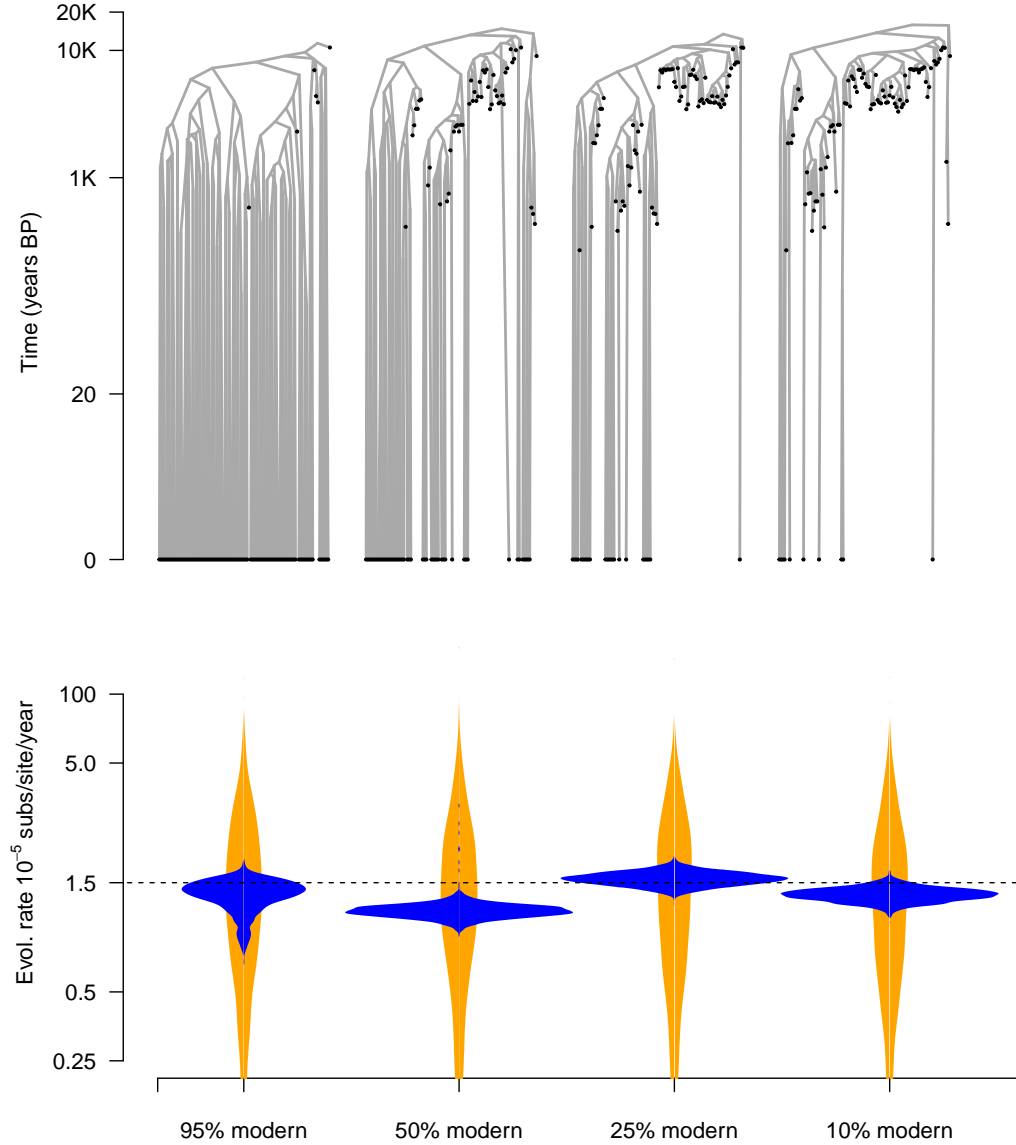 20K
10K
1K
20
0
Time (years BP)
100
5.0
1.5
0.5
0.25
Evol. rate 10⁻⁵ subs/site/year
95% modern
50% modern
25% modern
10% modern